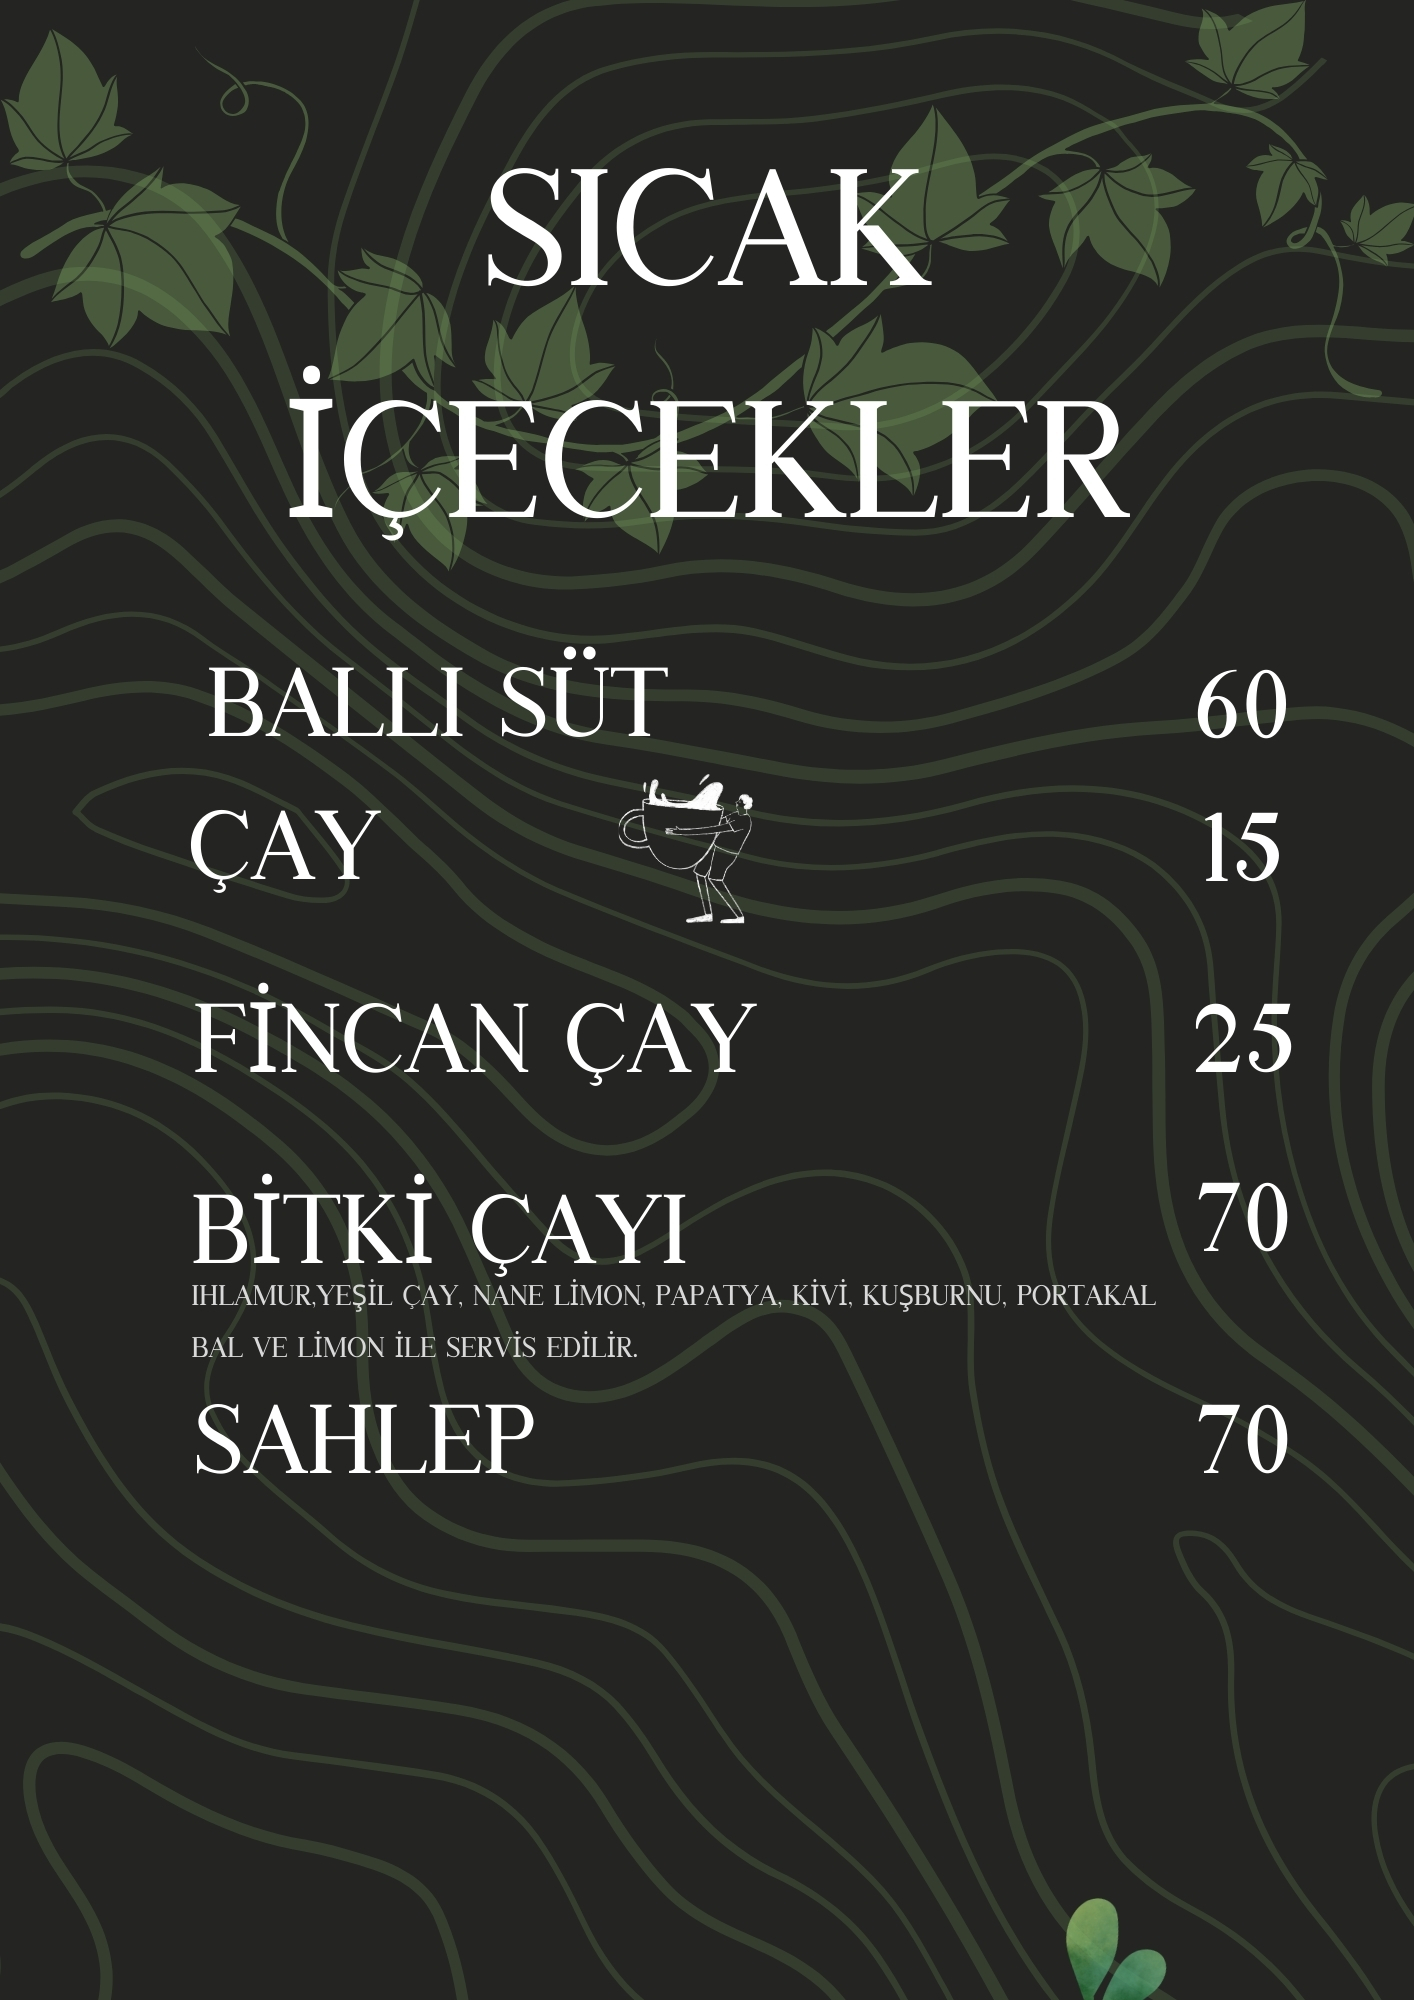 SICAK
İÇECEKLER
BALLI SÜT 60
ÇAY 15
FİNCAN ÇAY 25
BİTKİ ÇAYI 70
IHLAMUR,YEŞİL ÇAY, NANE LİMON, PAPATYA, KİVİ, KUŞBURNU, PORTAKAL
BAL VE LİMON İLE SERVİS EDİLİR.
SAHLEP 70